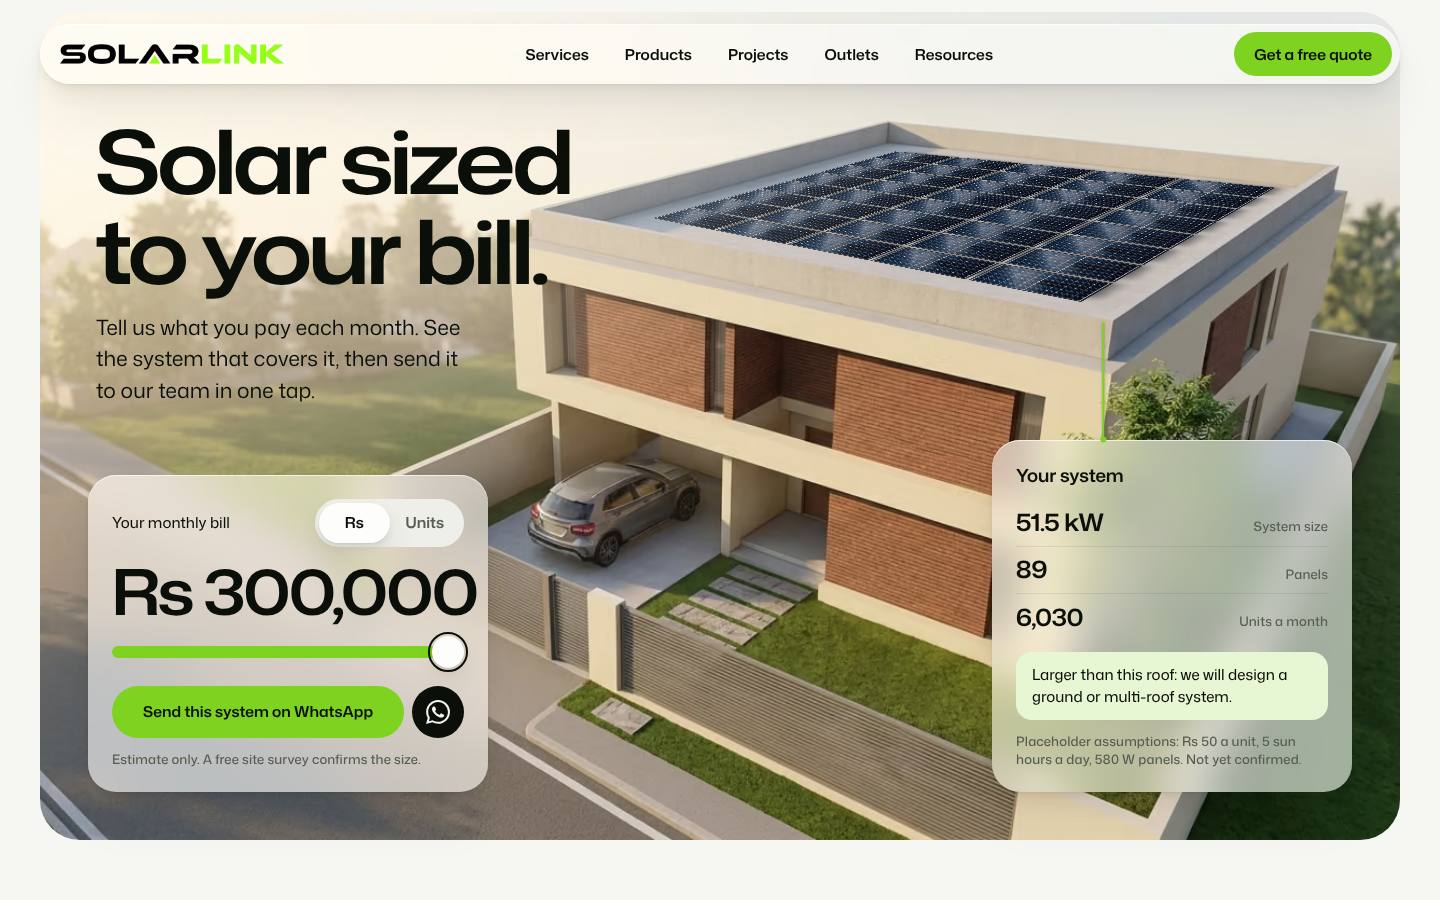 SOLARLINK
Services
Products
Projects
Outlets
Resources
Get a free quote
Solar sized
to your bill.
Tell us what you pay each month. See
the system that covers it, then send it
to our team in one tap.
Your monthly bill
Rs
Units
Rs 300,000
Send this system on WhatsApp
Estimate only. A free site survey confirms the size.
Your system
51.5 kW
System size
89
Panels
6,030
Units a month
Larger than this roof: we will design a
ground or multi-roof system.
Placeholder assumptions: Rs 50 a unit, 5 sun
hours a day, 580 W panels. Not yet confirmed.